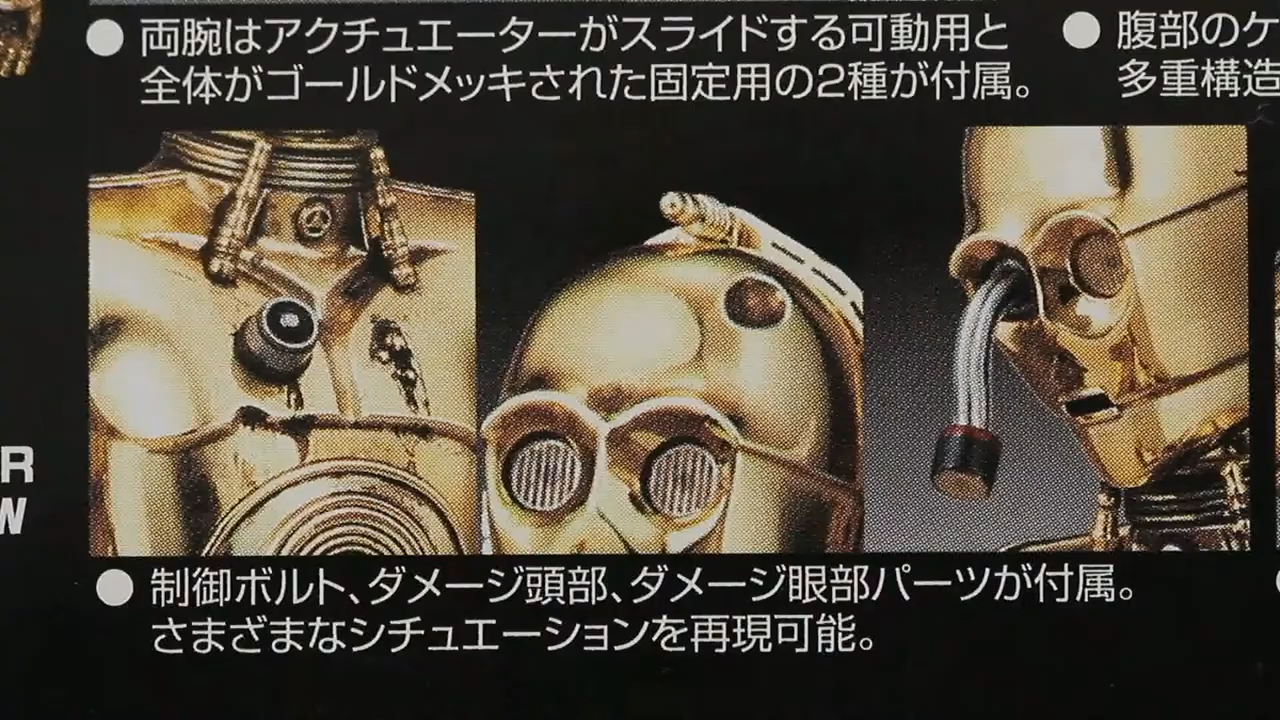 ● 両腕はアクチュエーターがスライドする可動用と
全体がゴールドメッキされた固定用の2種が付属。
● 腹部のケ
多重構造
R
W
● 制御ボルト、ダメージ頭部、ダメージ眼部パーツが付属。
さまざまなシチュエーションを再現可能。